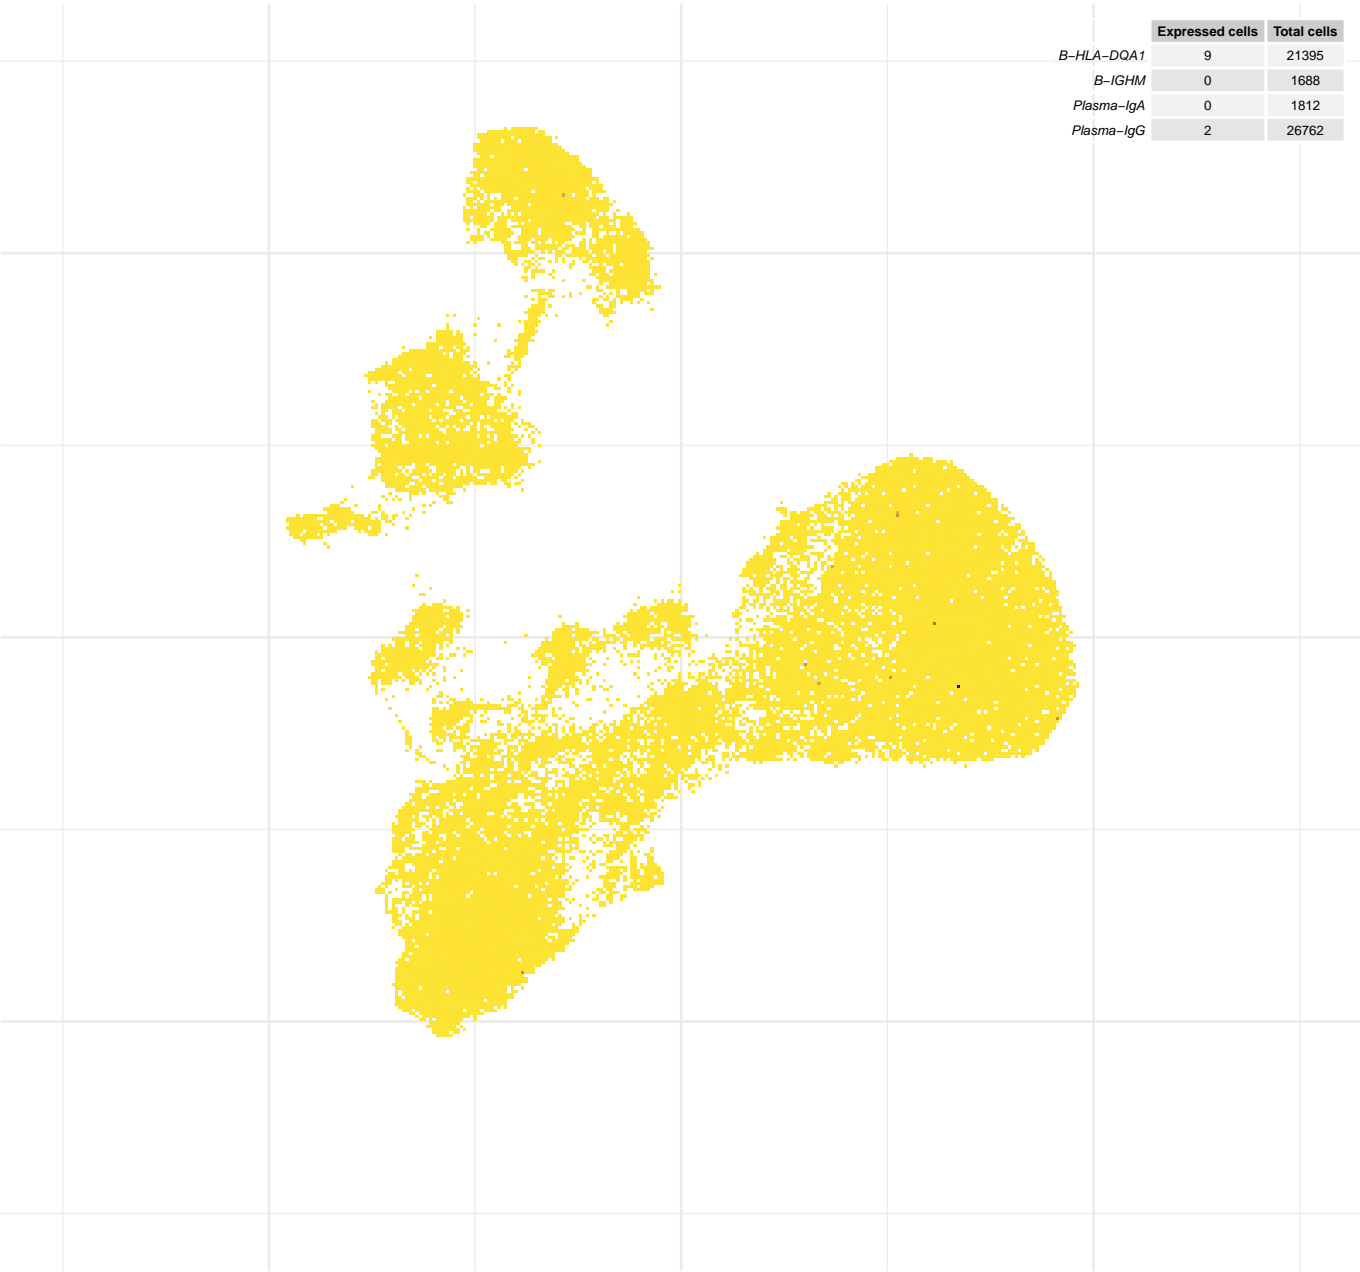 Expressed cells Total cells
B−HLA−DQA1 9 21395
B−IGHM 0 1688
Plasma−IgA 0 1812
Plasma−IgG 2 26762